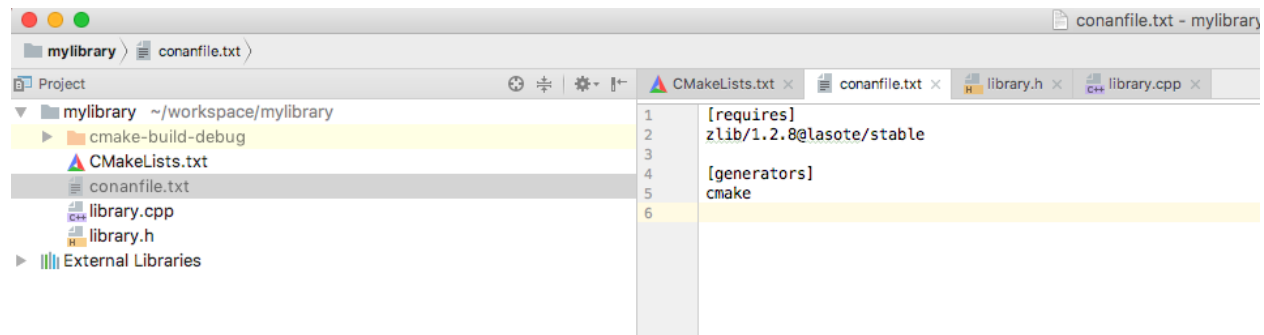 conanfile.txt - mylibrary
mylibrary conanfile.txt
Project
CMakeLists.txt conanfile.txt library.h library.cpp
mylibrary ~/workspace/mylibrary
cmake-build-debug
CMakeLists.txt
conanfile.txt
C++ library.cpp
H library.h
External Libraries
1 [requires]
2 zlib/1.2.8@lasote/stable
3
4 [generators]
5 cmake
6